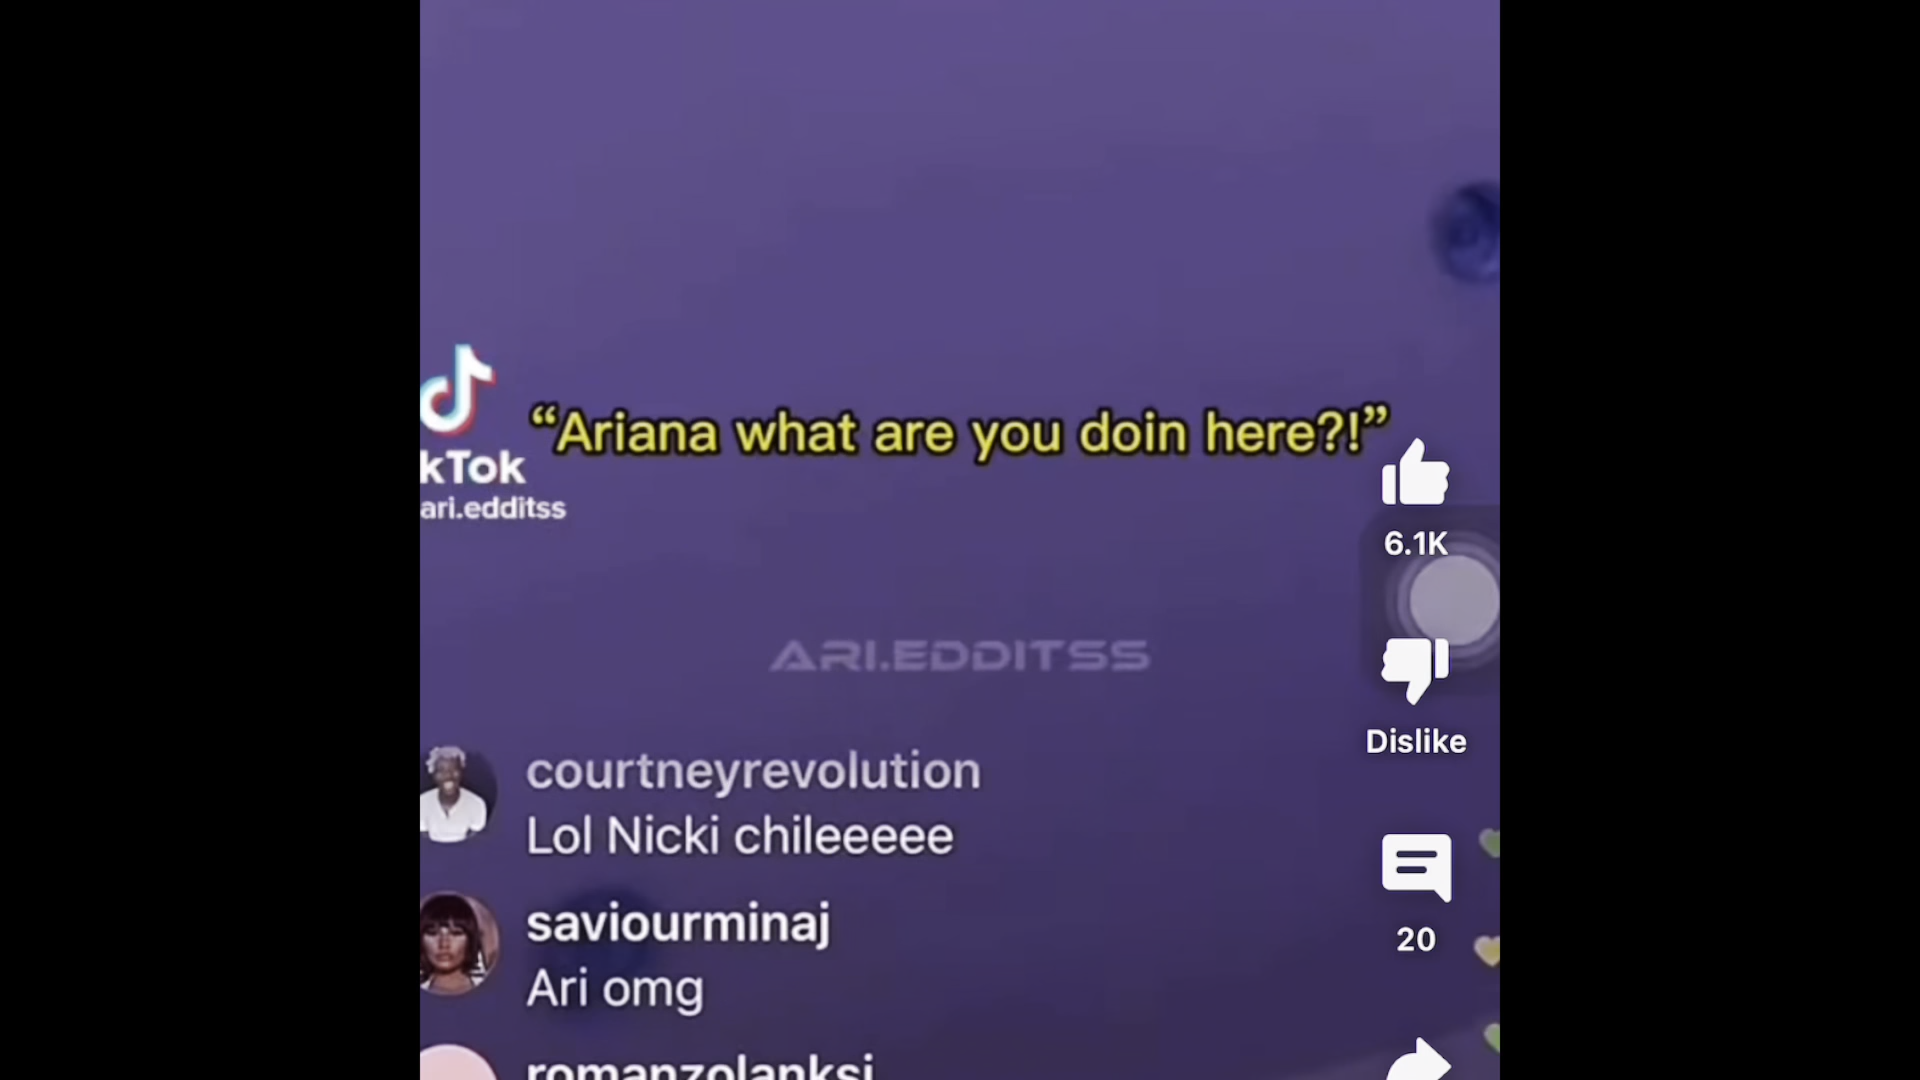 “Ariana what are you doin here?!”
kTok
ari.edditss
6.1K
ARI.EDDITSS
Dislike
courtneyrevolution
Lol Nicki chileeeee
saviourminaj
20
Ari omg
romanzolanksi